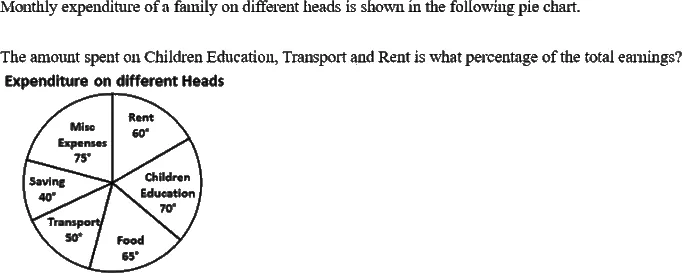 Monthly expenditure of a family on different heads is shown in the following pie chart.
The amount spent on Children Education, Transport and Rent is what percentage of the total earnings?
Expenditure on different Heads
Rent
60°
Misc
Expenses
75°
Children
Education
70°
Saving
40°
Transport
50°
Food
65°